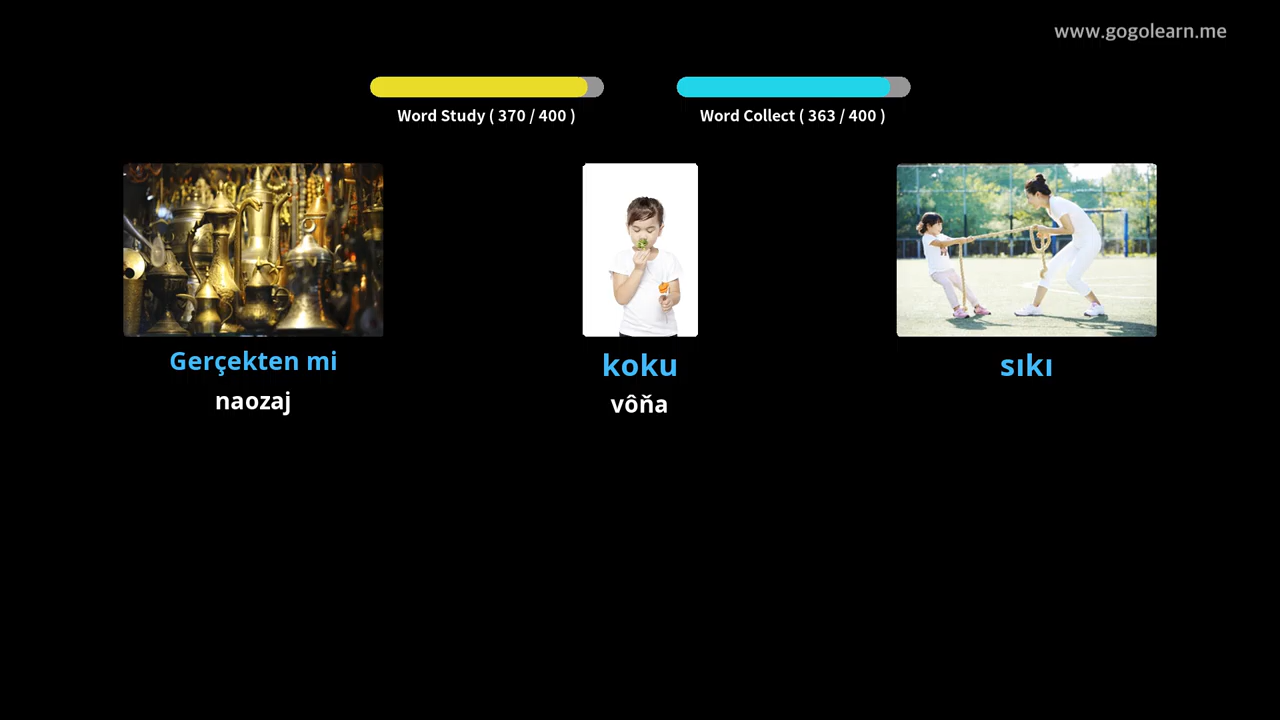 www.gogolearn.me
Word Study ( 370 / 400 )
Word Collect ( 363 / 400 )
Gerçekten mi
naozaj
koku
vôňa
sıkı